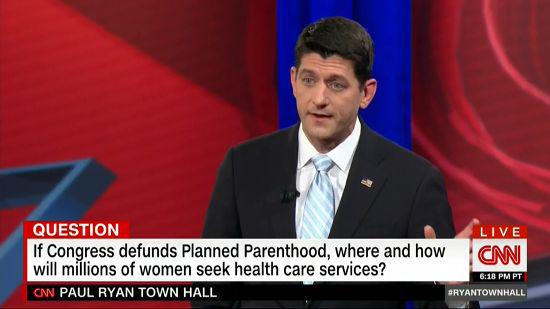 QUESTION
LIVE
If Congress defunds Planned Parenthood, where and how
will millions of women seek health care services?
CNN
6:18 PM PT
CNN PAUL RYAN TOWN HALL
#RYANTOWNHALL